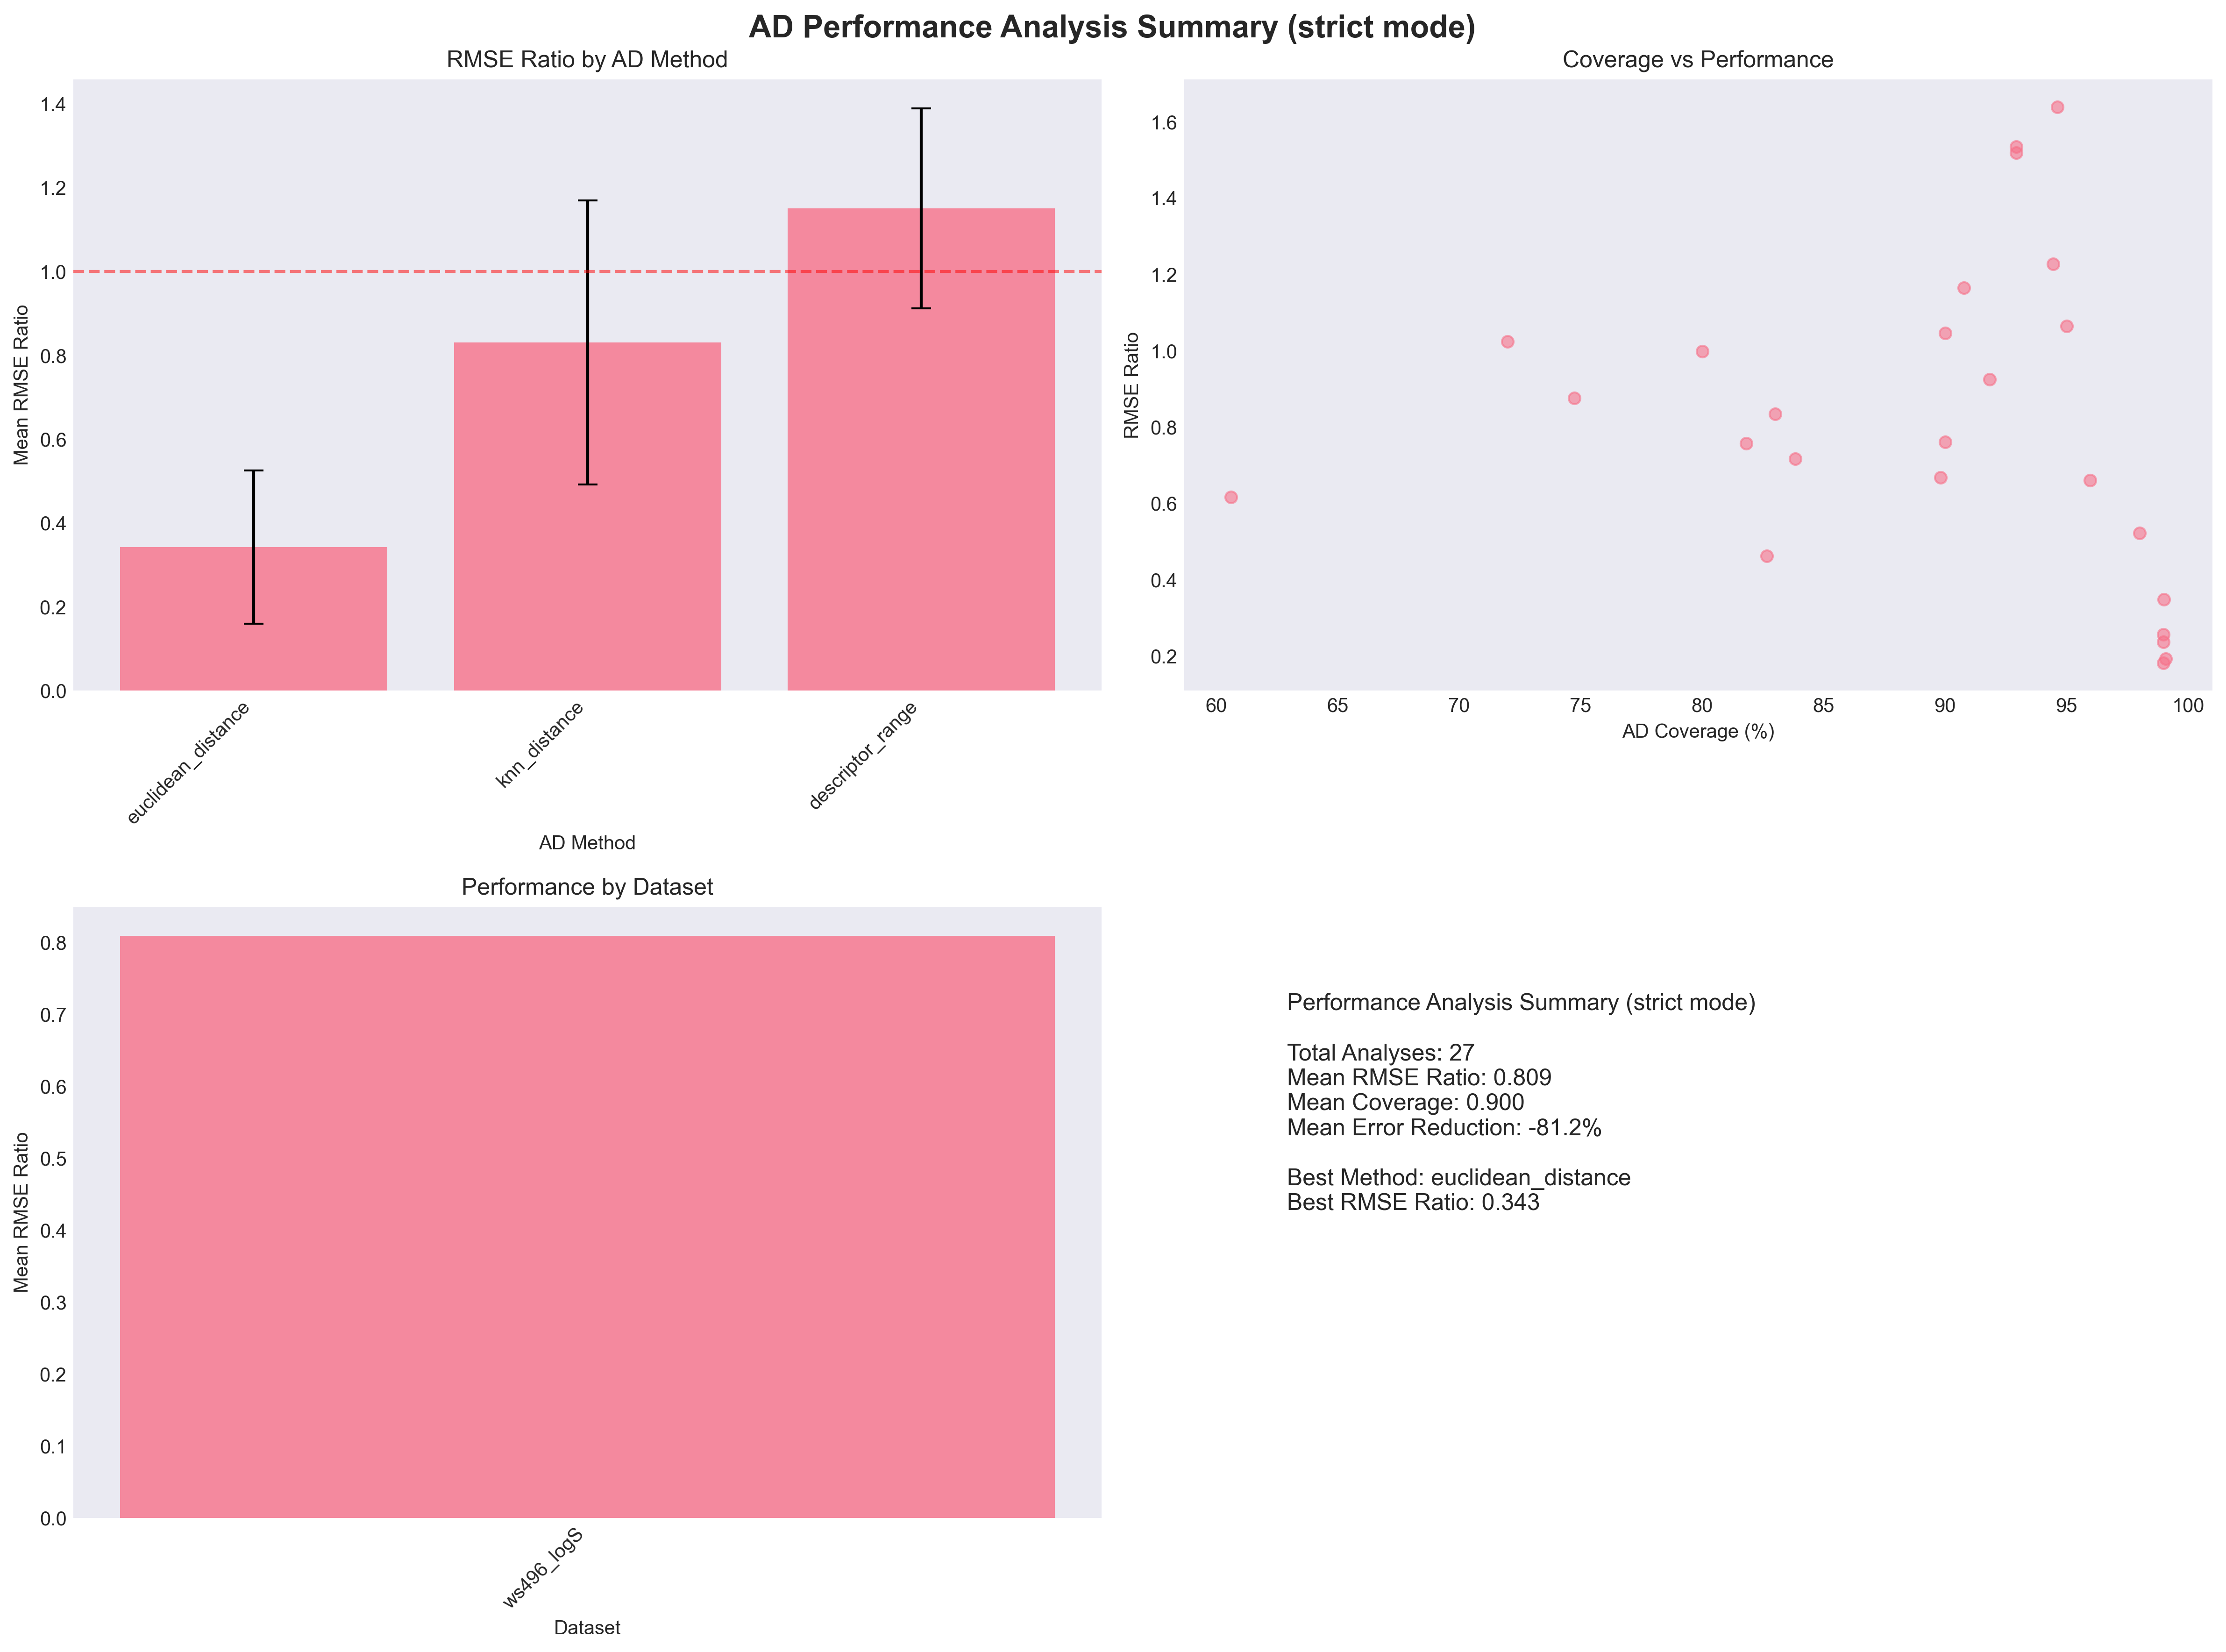 AD Performance Analysis Summary (strict mode)
RMSE Ratio by AD Method
Mean RMSE Ratio
1.4
1.2
1.0
0.8
0.6
0.4
0.2
0.0
euclidean_distance
knn_distance
descriptor_range
AD Method
Coverage vs Performance
RMSE Ratio
1.6
1.4
1.2
1.0
0.8
0.6
0.4
0.2
60 65 70 75 80 85 90 95 100
AD Coverage (%)
Performance by Dataset
Mean RMSE Ratio
0.8
0.7
0.6
0.5
0.4
0.3
0.2
0.1
0.0
ws496_logS
Dataset
Performance Analysis Summary (strict mode)
Total Analyses: 27
Mean RMSE Ratio: 0.809
Mean Coverage: 0.900
Mean Error Reduction: -81.2%
Best Method: euclidean_distance
Best RMSE Ratio: 0.343